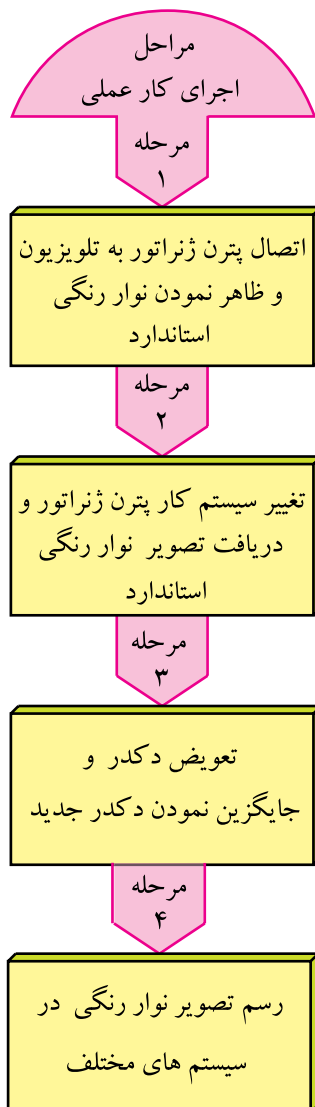 مراحل
اجرای کار عملی
مرحله
۱
اتصال پترن ژنراتور به تلویزیون
و ظاهر نمودن نوار رنگی
استاندارد
مرحله
۲
تغییر سیستم کار پترن ژنراتور و
دریافت تصویر نوار رنگی
استاندارد
مرحله
۳
تعویض دکدر و
جایگزین نمودن دکدر جدید
مرحله
۴
رسم تصویر نوار رنگی در
سیستم های مختلف